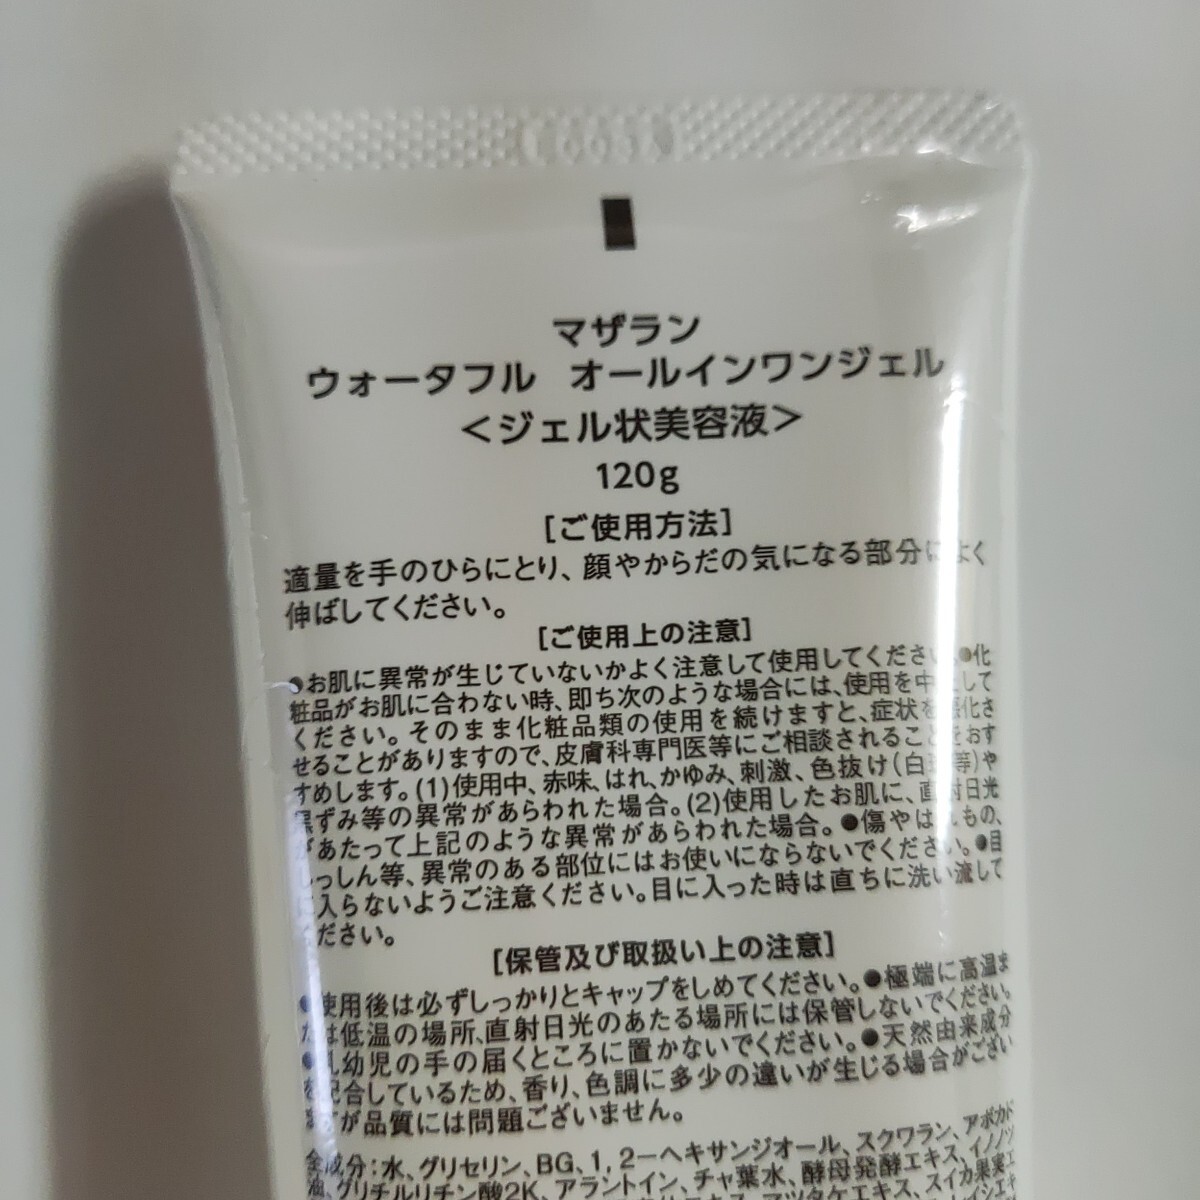 マザラン
ウォータフル オールインワンジェル
<ジェル状美容液>
120g
[ご使用方法]
適量を手のひらにとり、顔やからだの気になる部分によく
伸ばしてください。
[ご使用上の注意]
●お肌に異常が生じていないかよく注意して使用してください。●化
粧品がお肌に合わない時、即ち次のような場合には、使用を中止して
ください。そのまま化粧品類の使用を続けますと、症状を悪化さ
せることがありますので、皮膚科専門医等にご相談されることをおす
すめします。(1)使用中、赤味、はれ、かゆみ、刺激、色抜け(白斑等)や
黒ずみ等の異常があらわれた場合。(2)使用したお肌に、直射日光
があたって上記のような異常があらわれた場合。●傷やはれもの、
しっしん等、異常のある部位にはお使いにならないでください。●目
に入らないようご注意ください。目に入った時は直ちに洗い流して
ください。
[保管及び取扱い上の注意]
●使用後は必ずしっかりとキャップをしめてください。●極端に高温ま
たは低温の場所、直射日光のあたる場所には保管しないでください。
●乳幼児の手の届くところに置かないでください。●天然由来成分
を配合しているため、香り、色調に多少の違いが生じる場合がござい
ますが品質には問題ございません。
全成分:水、グリセリン、BG、1,2-ヘキサンジオール、スクワラン、アボカド
油、グリチルリチン酸2K、アラントイン、チャ葉水、酵母発酵エキス、イノノツ
マツタケエキス、スイカ果実エ